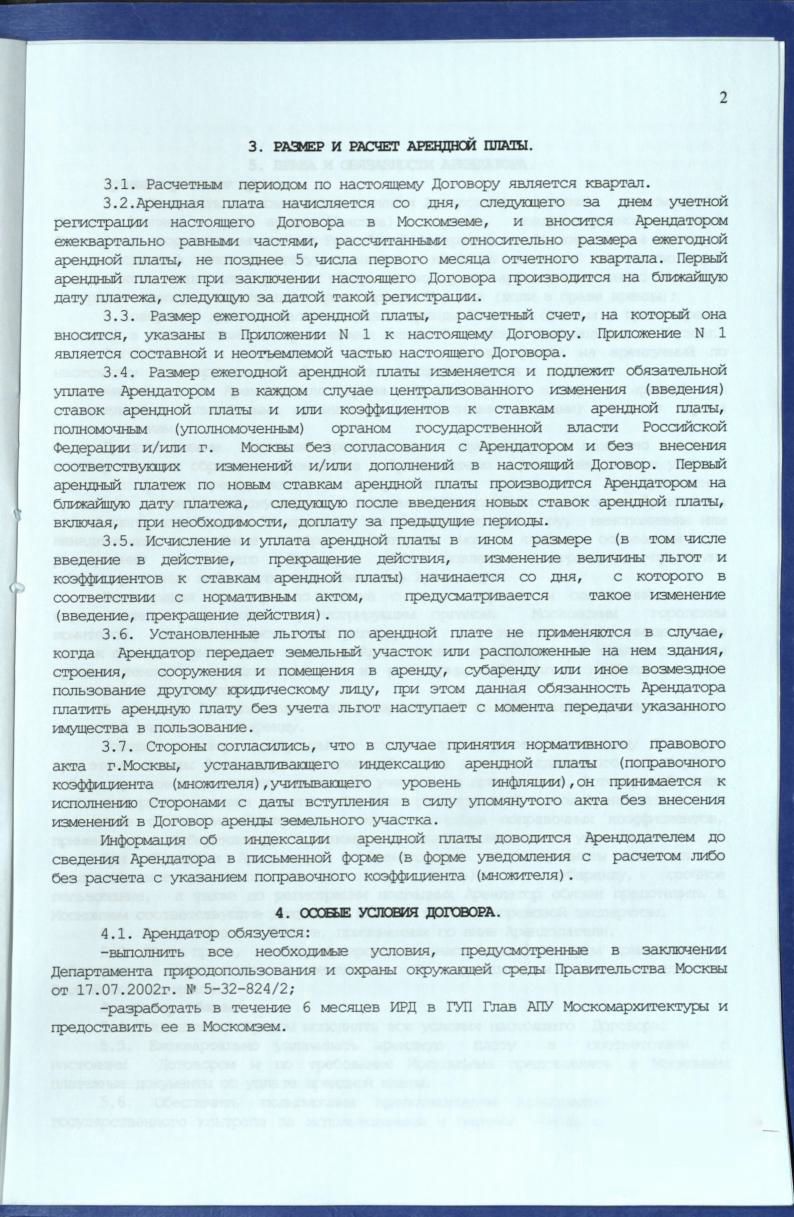 2
3. РАЗМЕР И РАСЧЕТ АРЕНДНОЙ ПЛАТЫ.
3.1. Расчетным периодом по настоящему Договору является квартал.
3.2.Арендная плата начисляется со дня, следующего за днем учетной
регистрации настоящего Договора в Москомземе, и вносится Арендатором
ежеквартально равными частями, рассчитанными относительно размера ежегодной
арендной платы, не позднее 5 числа первого месяца отчетного квартала. Первый
арендный платеж при заключении настоящего Договора производится на ближайшую
дату платежа, следующую за датой такой регистрации.
3.3. Размер ежегодной арендной платы, расчетный счет, на который она
вносится, указаны в Приложении N 1 к настоящему Договору. Приложение N 1
является составной и неотъемлемой частью настоящего Договора.
3.4. Размер ежегодной арендной платы изменяется и подлежит обязательной
уплате Арендатором в каждом случае централизованного изменения (введения)
ставок арендной платы и или коэффициентов к ставкам арендной платы,
полномочным (уполномоченным) органом государственной власти Российской
Федерации и/или г. Москвы без согласования с Арендатором и без внесения
соответствующих изменений и/или дополнений в настоящий Договор. Первый
арендный платеж по новым ставкам арендной платы производится Арендатором на
ближайшую дату платежа, следующую после введения новых ставок арендной платы,
включая, при необходимости, доплату за предыдущие периоды.
3.5. Исчисление и уплата арендной платы в ином размере (в том числе
введение в действие, прекращение действия, изменение величины льгот и
коэффициентов к ставкам арендной платы) начинается со дня, с которого в
соответствии с нормативным актом, предусматривается такое изменение
(введение, прекращение действия).
3.6. Установленные льготы по арендной плате не применяются в случае,
когда Арендатор передает земельный участок или расположенные на нем здания,
строения, сооружения и помещения в аренду, субаренду или иное возмездное
пользование другому юридическому лицу, при этом данная обязанность Арендатора
платить арендную плату без учета льгот наступает с момента передачи указанного
имущества в пользование.
3.7. Стороны согласились, что в случае принятия нормативного правового
акта г.Москвы, устанавливающего индексацию арендной платы (поправочного
коэффициента (множителя),учитывающего уровень инфляции),он принимается к
исполнению Сторонами с даты вступления в силу упомянутого акта без внесения
изменений в Договор аренды земельного участка.
Информация об индексации арендной платы доводится Арендодателем до
сведения Арендатора в письменной форме (в форме уведомления с расчетом либо
без расчета с указанием поправочного коэффициента (множителя).
4. ОСОБЫЕ УСЛОВИЯ ДОГОВОРА.
4.1. Арендатор обязуется:
-выполнить все необходимые условия, предусмотренные в заключении
Департамента природопользования и охраны окружающей среды Правительства Москвы
от 17.07.2002г. № 5-32-824/2;
-разработать в течение 6 месяцев ИРД в ГУП Глав АПУ Москомархитектуры и
предоставить ее в Москомзем.